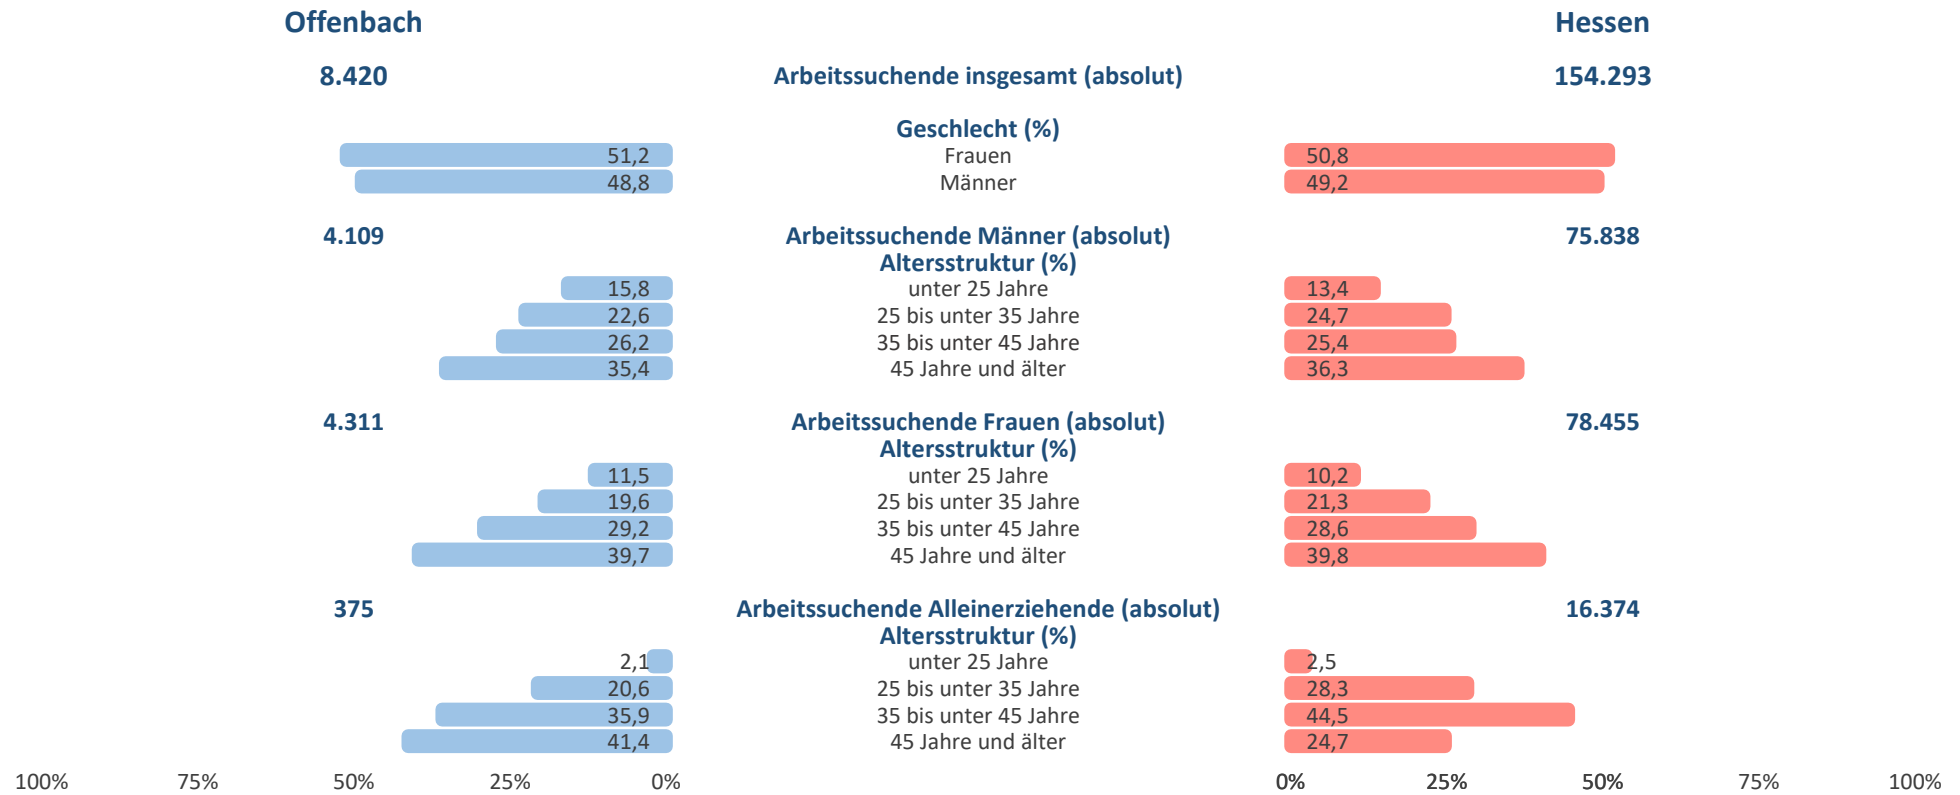 Offenbach Hessen
8.420 Arbeitssuchende insgesamt (absolut) 154.293
Geschlecht (%)
51,2 Frauen 50,8
48,8 Männer 49,2
4.109 Arbeitssuchende Männer (absolut) 75.838
Altersstruktur (%)
15,8 unter 25 Jahre 13,4
22,6 25 bis unter 35 Jahre 24,7
26,2 35 bis unter 45 Jahre 25,4
35,4 45 Jahre und älter 36,3
4.311 Arbeitssuchende Frauen (absolut) 78.455
Altersstruktur (%)
11,5 unter 25 Jahre 10,2
19,6 25 bis unter 35 Jahre 21,3
29,2 35 bis unter 45 Jahre 28,6
39,7 45 Jahre und älter 39,8
375 Arbeitssuchende Alleinerziehende (absolut) 16.374
Altersstruktur (%)
2,1 unter 25 Jahre 2,5
20,6 25 bis unter 35 Jahre 28,3
35,9 35 bis unter 45 Jahre 44,5
41,4 45 Jahre und älter 24,7
100% 75% 50% 25% 0% 0% 25% 50% 75% 100%